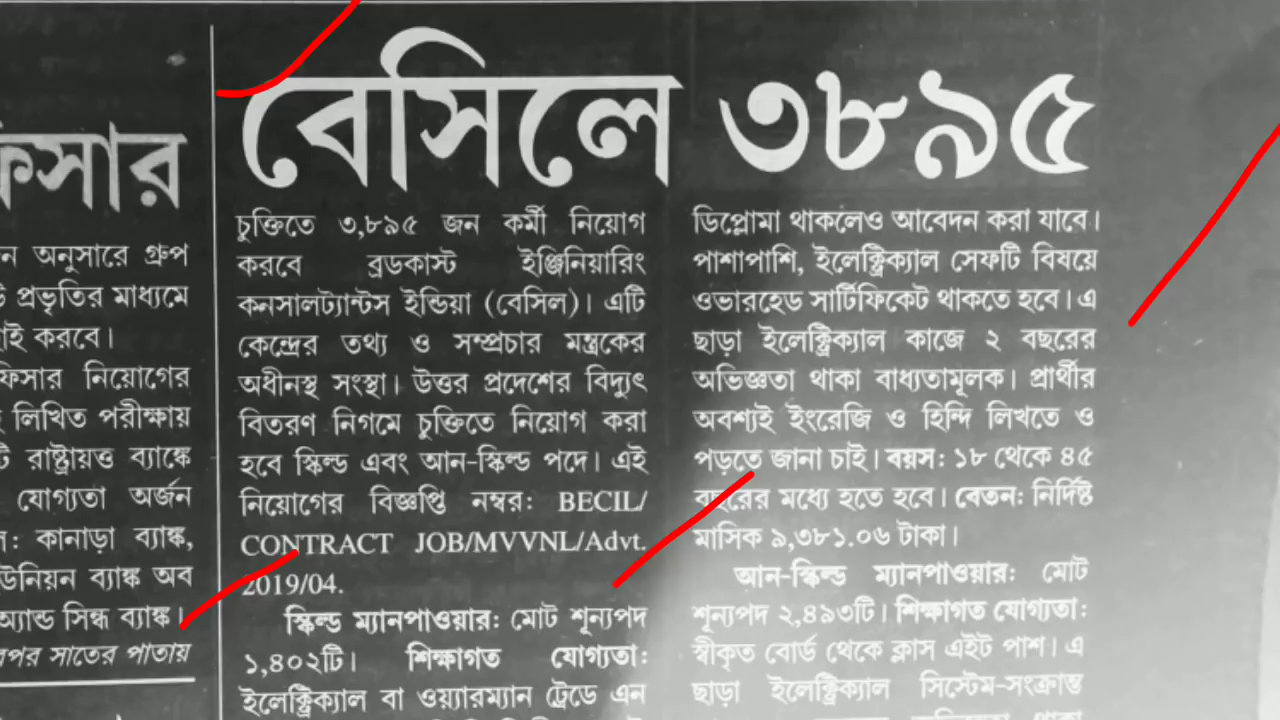 ফিসার
ন অনুসারে গ্রুপ
প্রভৃতির মাধ্যমে
করবে।
ফিসার নিয়োগের
লিখিত পরীক্ষায়
রাষ্ট্রায়ত্ত ব্যাঙ্কে
যোগ্যতা অর্জন
কানাড়া ব্যাঙ্ক,
ইউনিয়ন ব্যাঙ্ক অব
অ্যান্ড সিন্ধ ব্যাঙ্ক।
সাতের পাতায়
বেসিলে ৩৮৯৫
চুক্তিতে ৩,৮৯৫ জন কর্মী নিয়োগ
করবে ব্রডকাস্ট ইঞ্জিনিয়ারিং
কনসালট্যান্টস ইন্ডিয়া (বেসিল)। এটি
কেন্দ্রের তথ্য ও সম্প্রচার মন্ত্রকের
অধীনস্থ সংস্থা। উত্তর প্রদেশের বিদ্যুৎ
বিতরণ নিগমে চুক্তিতে নিয়োগ করা
হবে স্কিল্ড এবং আন-স্কিল্ড পদে। এই
নিয়োগের বিজ্ঞপ্তি নম্বর: BECIL/
CONTRACT JOB/MVVNL/Advt.
2019/04.
স্কিল্ড ম্যানপাওয়ার: মোট শূন্যপদ
১,৪০২টি। শিক্ষাগত যোগ্যতা:
ইলেক্ট্রিক্যাল বা ওয়্যারম্যান ট্রেডে এন
ডিপ্লোমা থাকলেও আবেদন করা যাবে।
পাশাপাশি, ইলেক্ট্রিক্যাল সেফটি বিষয়ে
ওভারহেড সার্টিফিকেট থাকতে হবে। এ
ছাড়া ইলেক্ট্রিক্যাল কাজে ২ বছরের
অভিজ্ঞতা থাকা বাধ্যতামূলক। প্রার্থীর
অবশ্যই ইংরেজি ও হিন্দি লিখতে ও
পড়তে জানা চাই। বয়স: ১৮ থেকে ৪৫
বছরের মধ্যে হতে হবে। বেতন: নির্দিষ্ট
মাসিক ৯,৩৮১.০৬ টাকা।
আন-স্কিল্ড ম্যানপাওয়ার: মোট
শূন্যপদ ২,৪৯৩টি। শিক্ষাগত যোগ্যতা:
স্বীকৃত বোর্ড থেকে ক্লাস এইট পাশ। এ
ছাড়া ইলেক্ট্রিক্যাল সিস্টেম-সংক্রান্ত